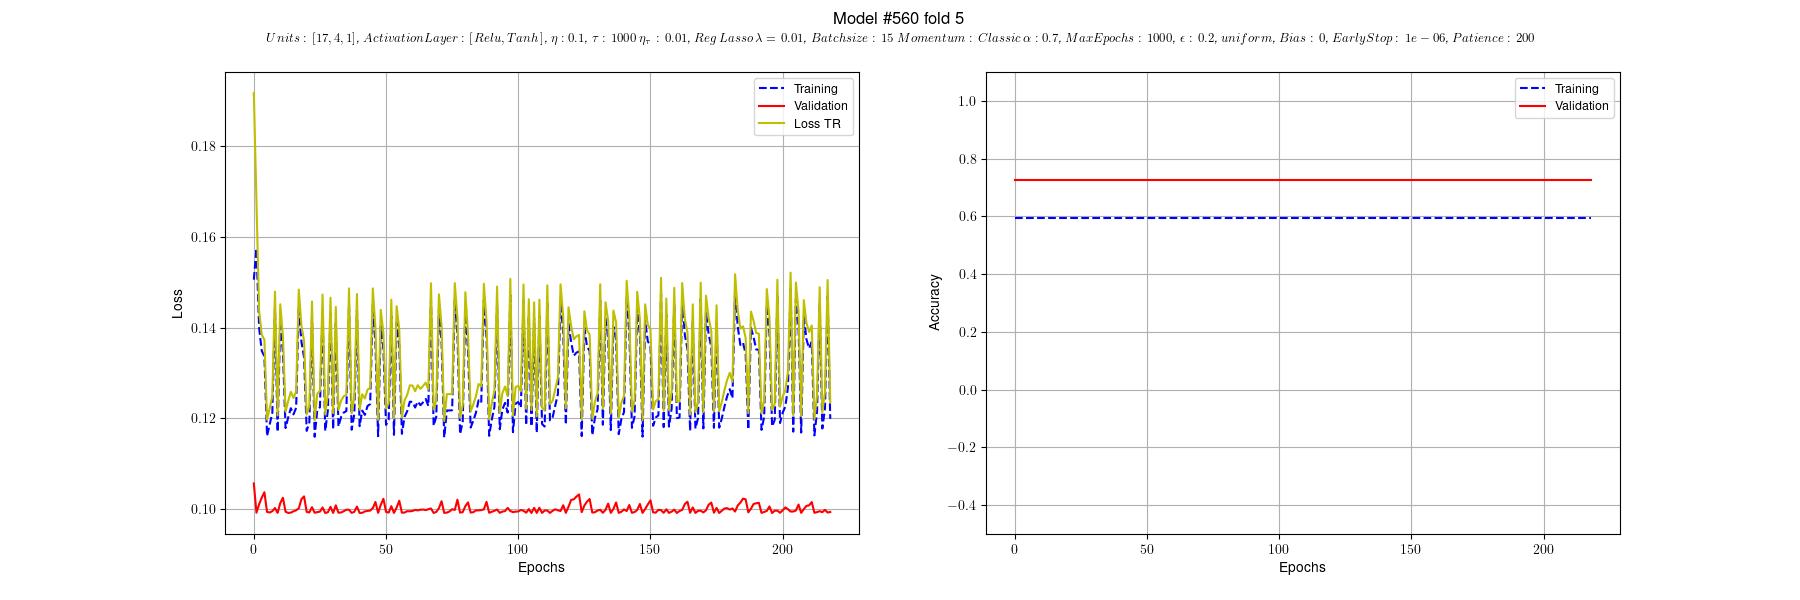 Model #560 fold 5
Units : [17, 4, 1], ActivationLayer : [Relu, Tanh], η : 0.1, τ : 1000 η_τ : 0.01, Reg Lasso λ = 0.01, Batchsize : 15 Momentum : Classic α : 0.7, MaxEpochs : 1000, ϵ : 0.2, uniform, Bias : 0, EarlyStop : 1e − 06, Patience : 200
Training
Validation
Loss TR
0.18
0.16
0.14
0.12
0.10
Loss
0
50
100
150
200
Epochs
Training
Validation
1.0
0.8
0.6
0.4
0.2
0.0
−0.2
−0.4
Accuracy
0
50
100
150
200
Epochs